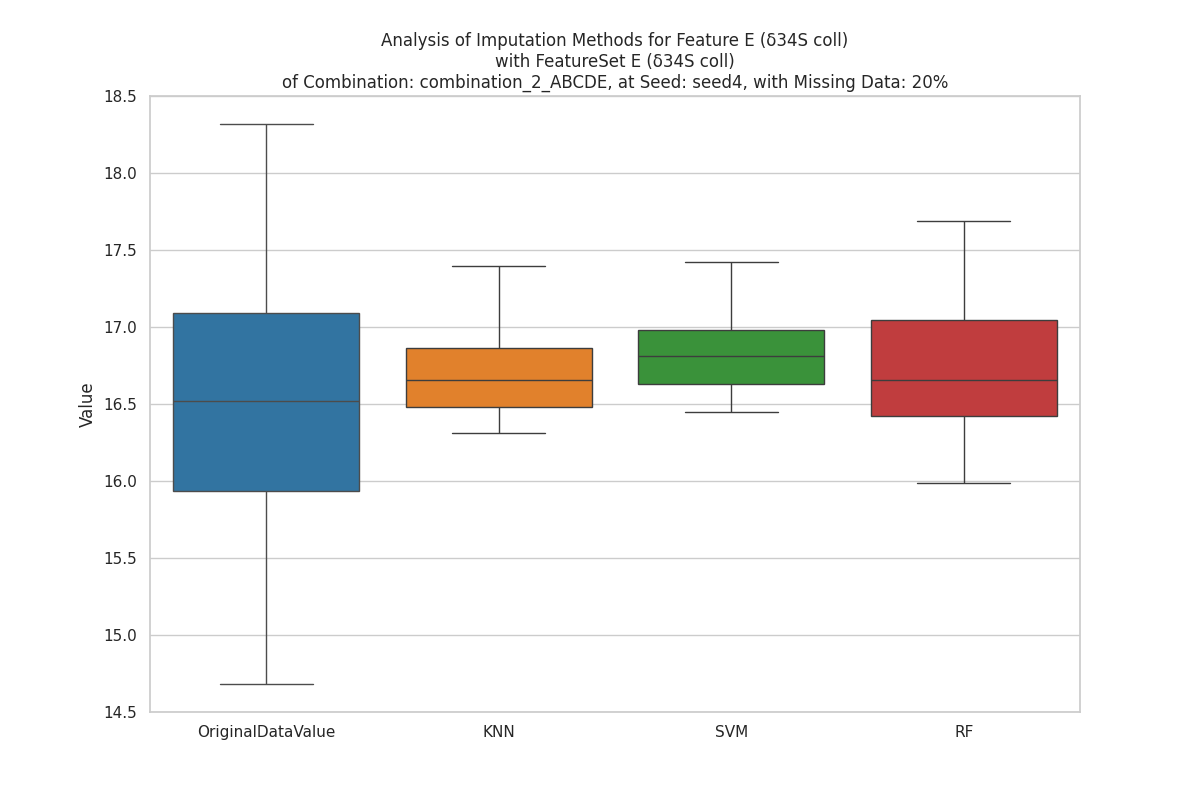 Analysis of Imputation Methods for Feature E (δ34S coll)
with FeatureSet E (δ34S coll)
of Combination: combination_2_ABCDE, at Seed: seed4, with Missing Data: 20%
18.5
18.0
17.5
17.0
16.5
16.0
15.5
15.0
14.5
Value
OriginalDataValue
KNN
SVM
RF